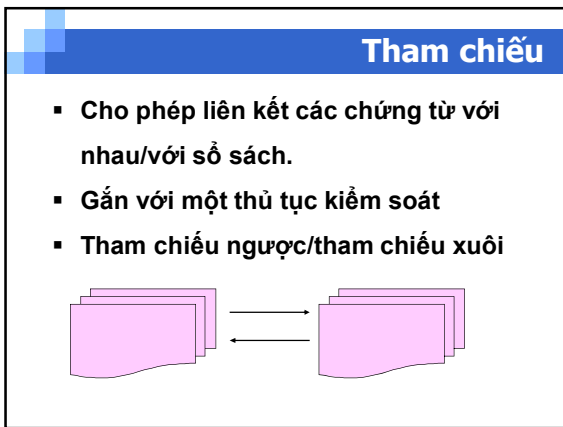 Tham chiếu
▪ Cho phép liên kết các chứng từ với
nhau/với sổ sách.
▪ Gắn với một thủ tục kiểm soát
▪ Tham chiếu ngược/tham chiếu xuôi